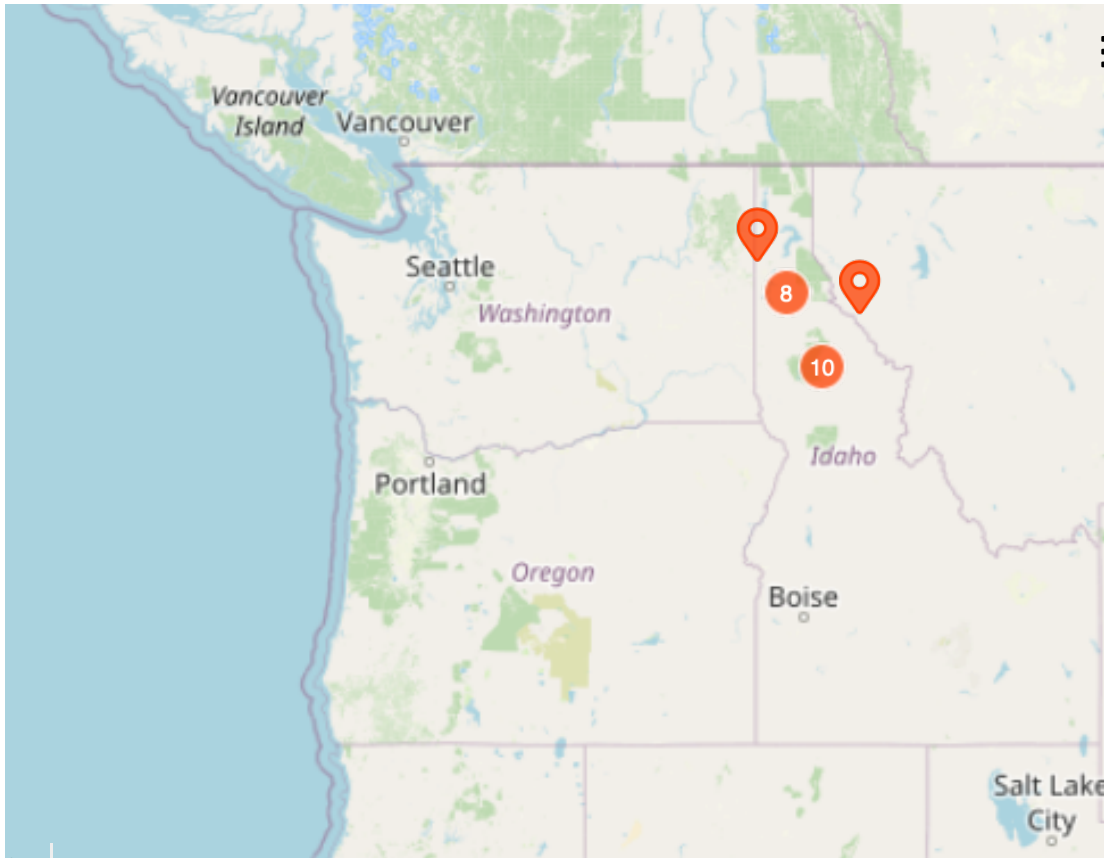 Vancouver
Island
Vancouver
Seattle
Washington
8
10
Idaho
Portland
Oregon
Boise
Salt Lake
City